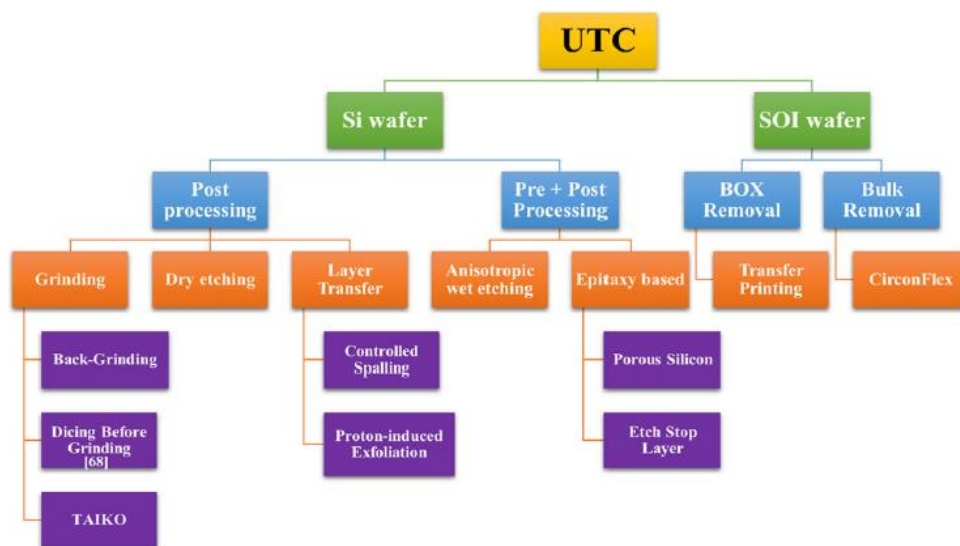 UTC
Si wafer
SOI wafer
Post
processing
Pre + Post
Processing
BOX
Removal
Bulk
Removal
Grinding
Dry etching
Layer
Transfer
Anisotropic
wet etching
Epitaxy based
Transfer
Printing
CirconFlex
Back-Grinding
Dicing Before
Grinding
[68]
TAIKO
Controlled
Spalling
Proton-induced
Exfoliation
Porous Silicon
Etch Stop
Layer